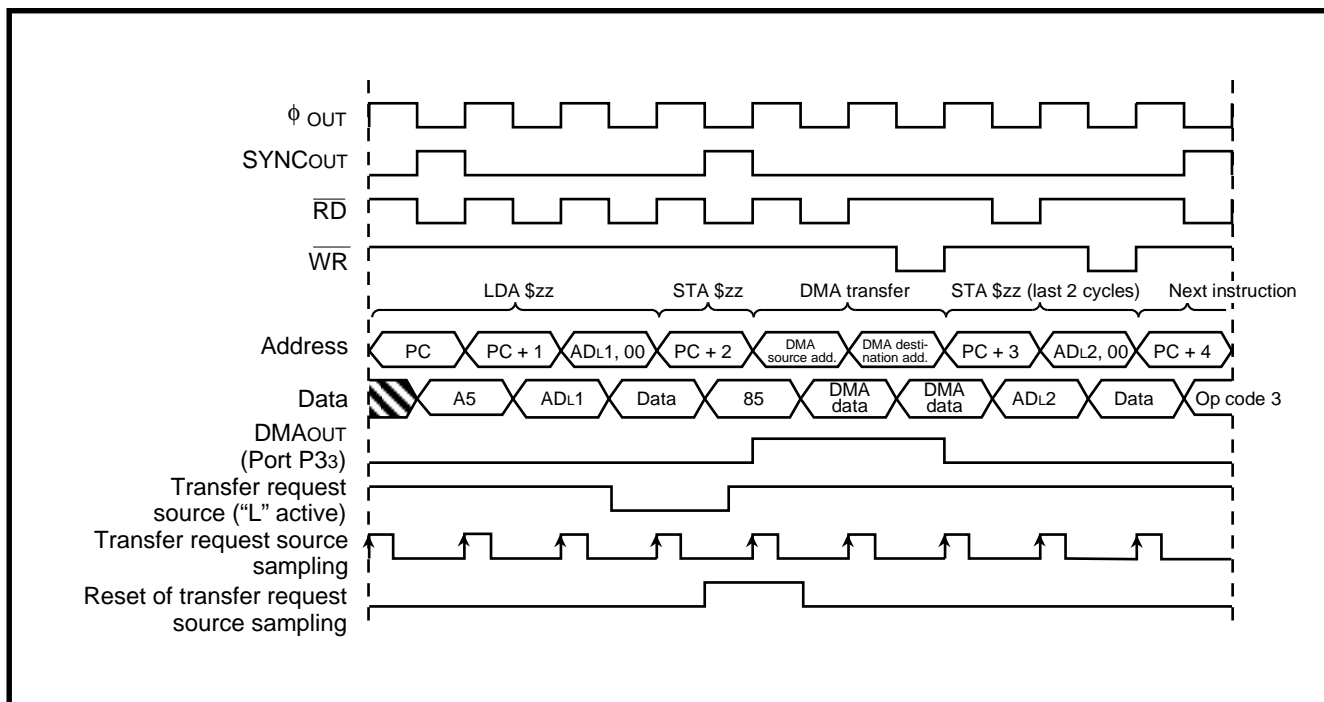 ϕ OUT
SYNCOUT
RD
WR
LDA $zz STA $zz DMA transfer STA $zz (last 2 cycles) Next instruction
Address PC PC + 1 ADL1, 00 PC + 2 DMA source add. DMA desti- nation add. PC + 3 ADL2, 00 PC + 4
Data A5 ADL1 Data 85 DMA data DMA data ADL2 Data Op code 3
DMAOUT
(Port P33)
Transfer request
source (“L” active)
Transfer request source
sampling
Reset of transfer request
source sampling